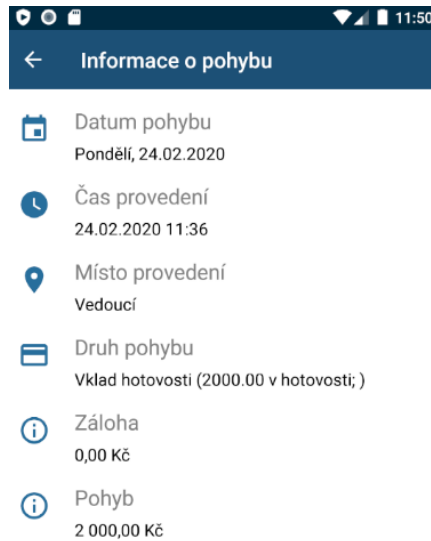 11:50
Informace o pohybu
Datum pohybu
Pondělí, 24.02.2020
Čas provedení
24.02.2020 11:36
Místo provedení
Vedoucí
Druh pohybu
Vklad hotovosti (2000.00 v hotovosti; )
Záloha
0,00 Kč
Pohyb
2 000,00 Kč